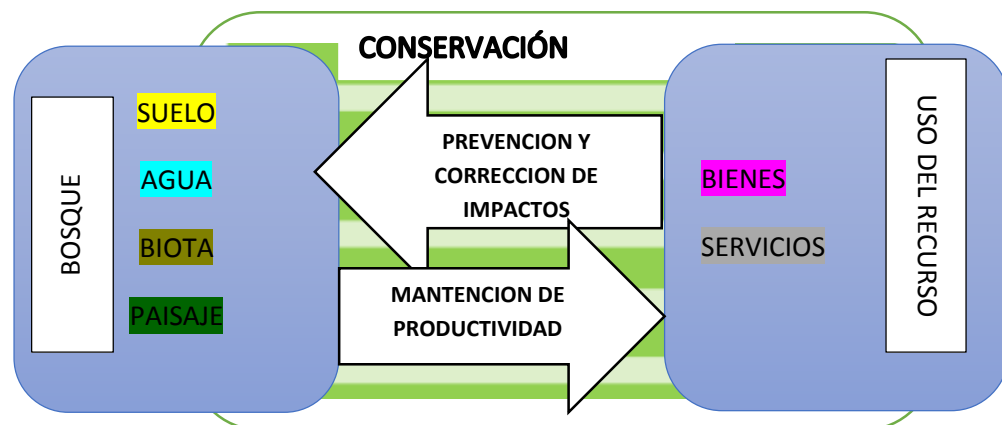 CONSERVACIÓN
BOSQUE
SUELO
AGUA
BIOTA
PAISAJE
PREVENCION Y
CORRECCION DE
IMPACTOS
MANTENCION DE
PRODUCTIVIDAD
BIENES
SERVICIOS
USO DEL RECURSO